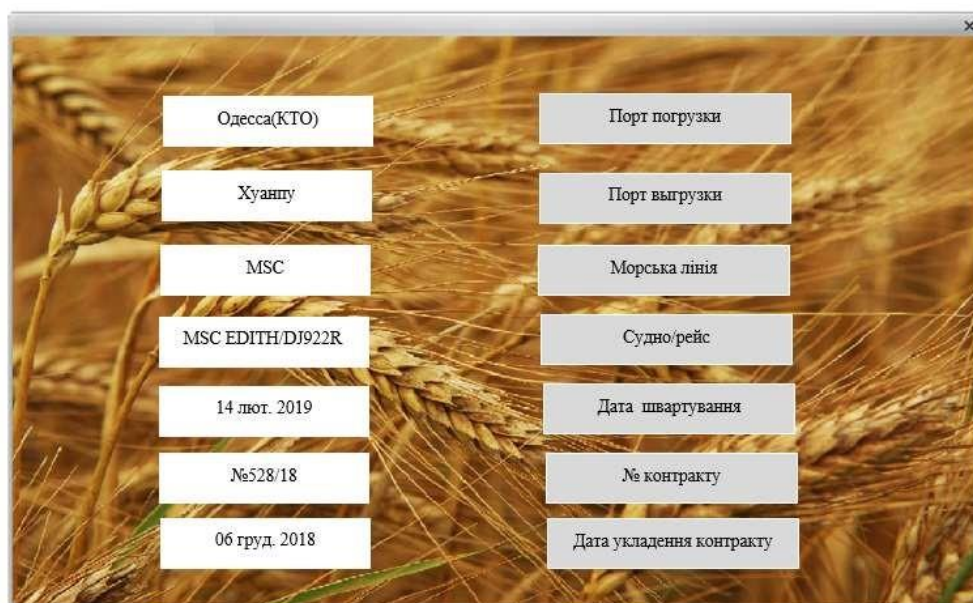 Одесса(КТО)
Порт погрузки
Хуанпу
Порт выгрузки
MSC
Морська лінія
MSC EDITH/DJ922R
Судно/рейс
14 лют. 2019
Дата швартування
№528/18
№ контракту
06 груд. 2018
Дата укладення контракту